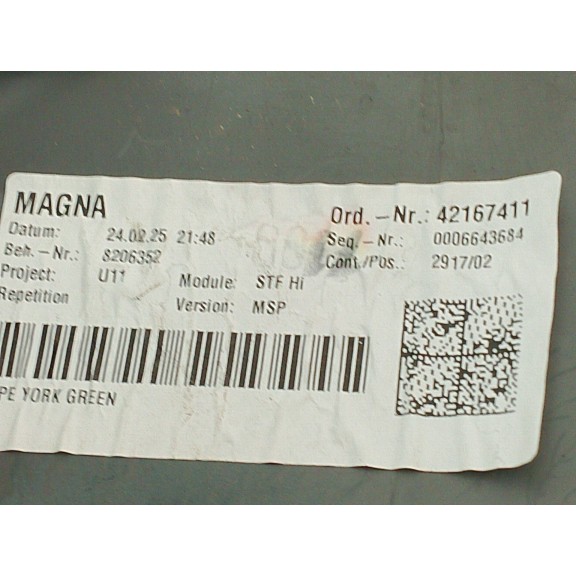 MAGNA
Ord.-Nr.: 42167411
Datum: 24.02.25 21:48
Seq.-Nr.: 0006643684
Beh.-Nr.: 8206352
Cont./Pos.: 2917/02
Project: U11
Module: STF Hi
Repetition
Version: MSP
PE YORK GREEN